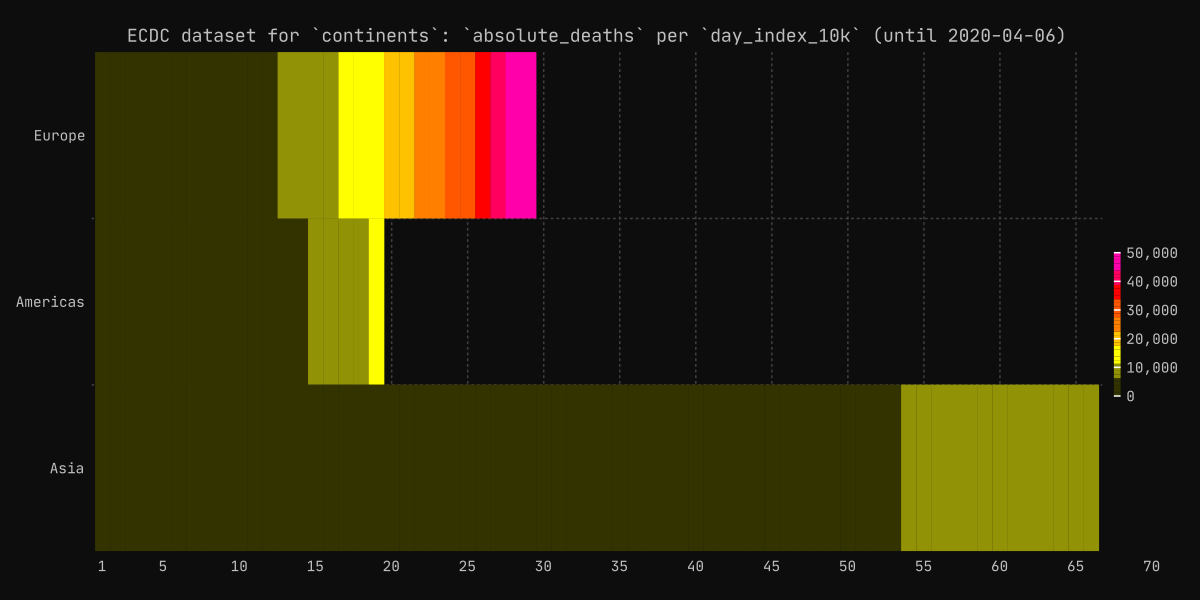 ECDC dataset for `continents`: `absolute_deaths` per `day_index_10k` (until 2020-04-06)
Europe
Americas
Asia
50,000
40,000
30,000
20,000
10,000
0
1 5 10 15 20 25 30 35 40 45 50 55 60 65 70